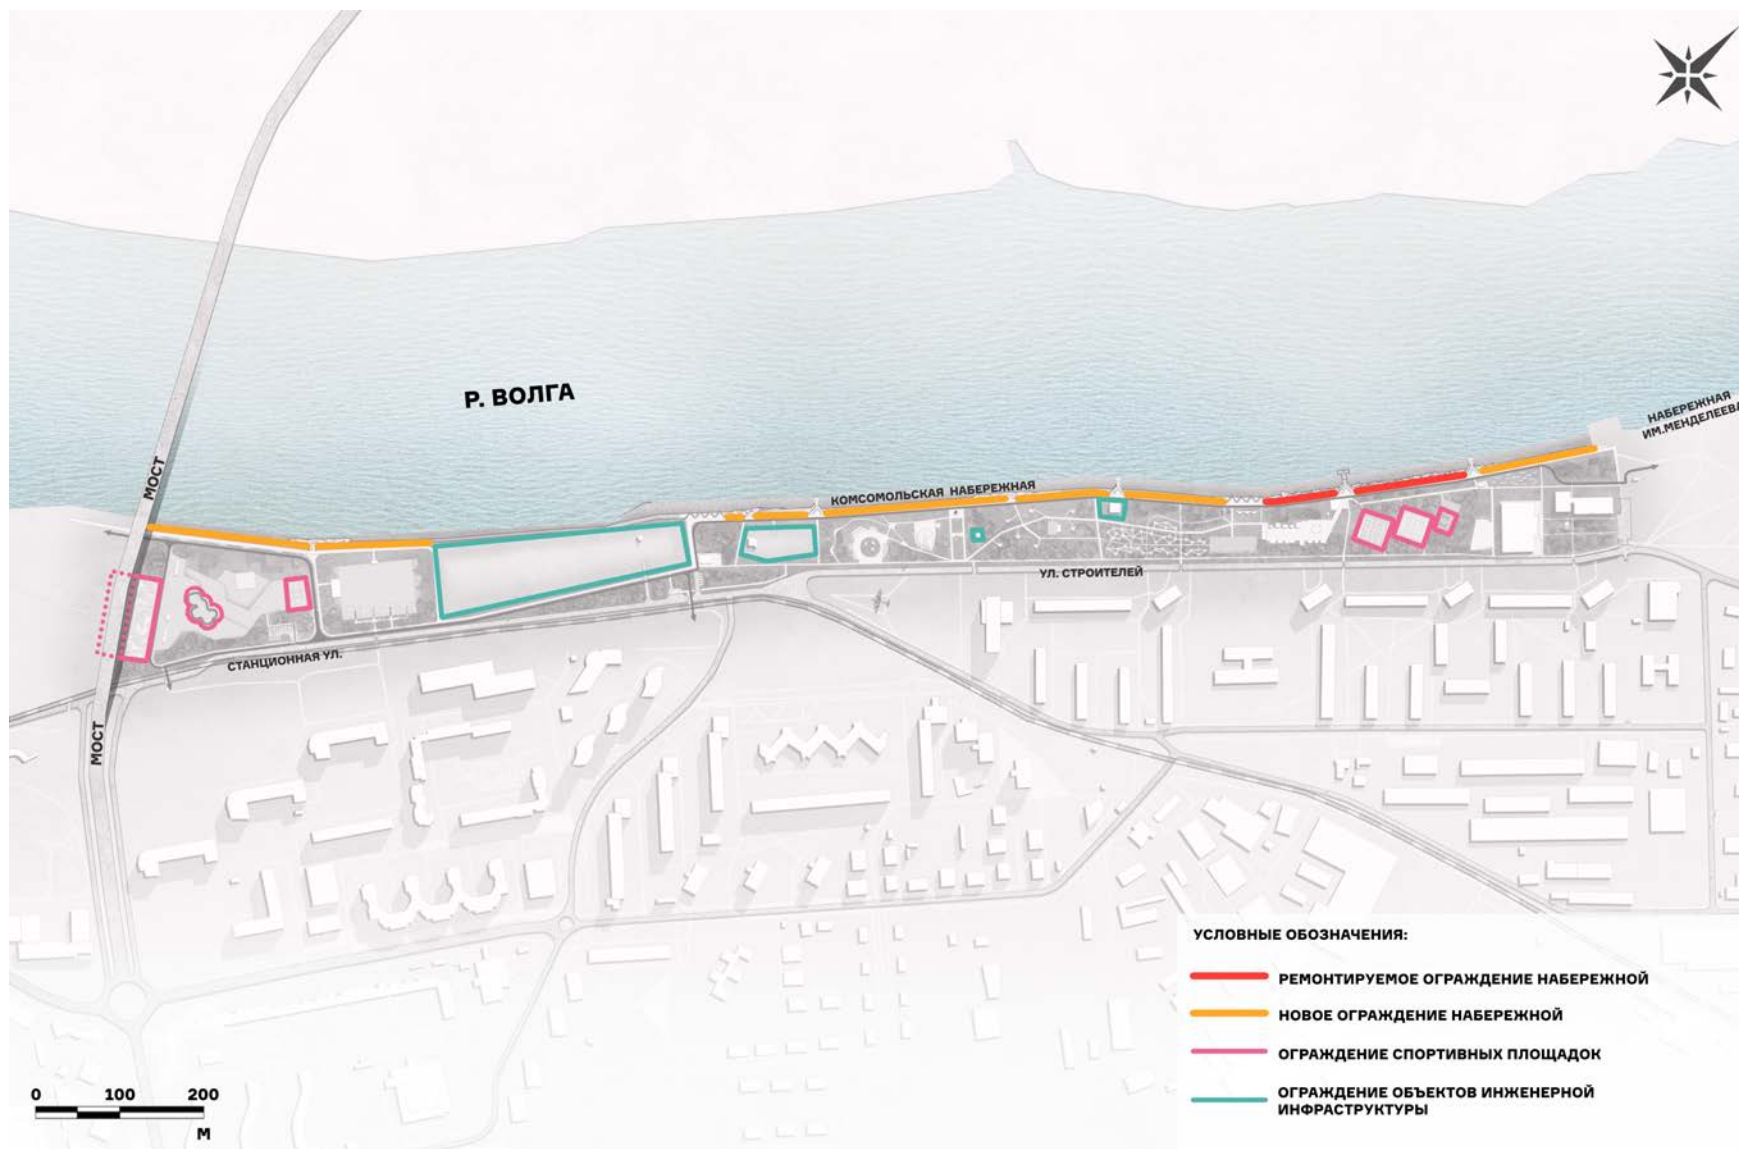 Р. ВОЛГА
НАБЕРЕЖНАЯ
ИМ.МЕНДЕЛЕЕВА
МОСТ
КОМСОМОЛЬСКАЯ НАБЕРЕЖНАЯ
УЛ. СТРОИТЕЛЕЙ
СТАНЦИОННАЯ УЛ.
МОСТ
УСЛОВНЫЕ ОБОЗНАЧЕНИЯ:
РЕМОНТИРУЕМОЕ ОГРАЖДЕНИЕ НАБЕРЕЖНОЙ
НОВОЕ ОГРАЖДЕНИЕ НАБЕРЕЖНОЙ
ОГРАЖДЕНИЕ СПОРТИВНЫХ ПЛОЩАДОК
ОГРАЖДЕНИЕ ОБЪЕКТОВ ИНЖЕНЕРНОЙ
ИНФРАСТРУКТУРЫ
0 100 200
М